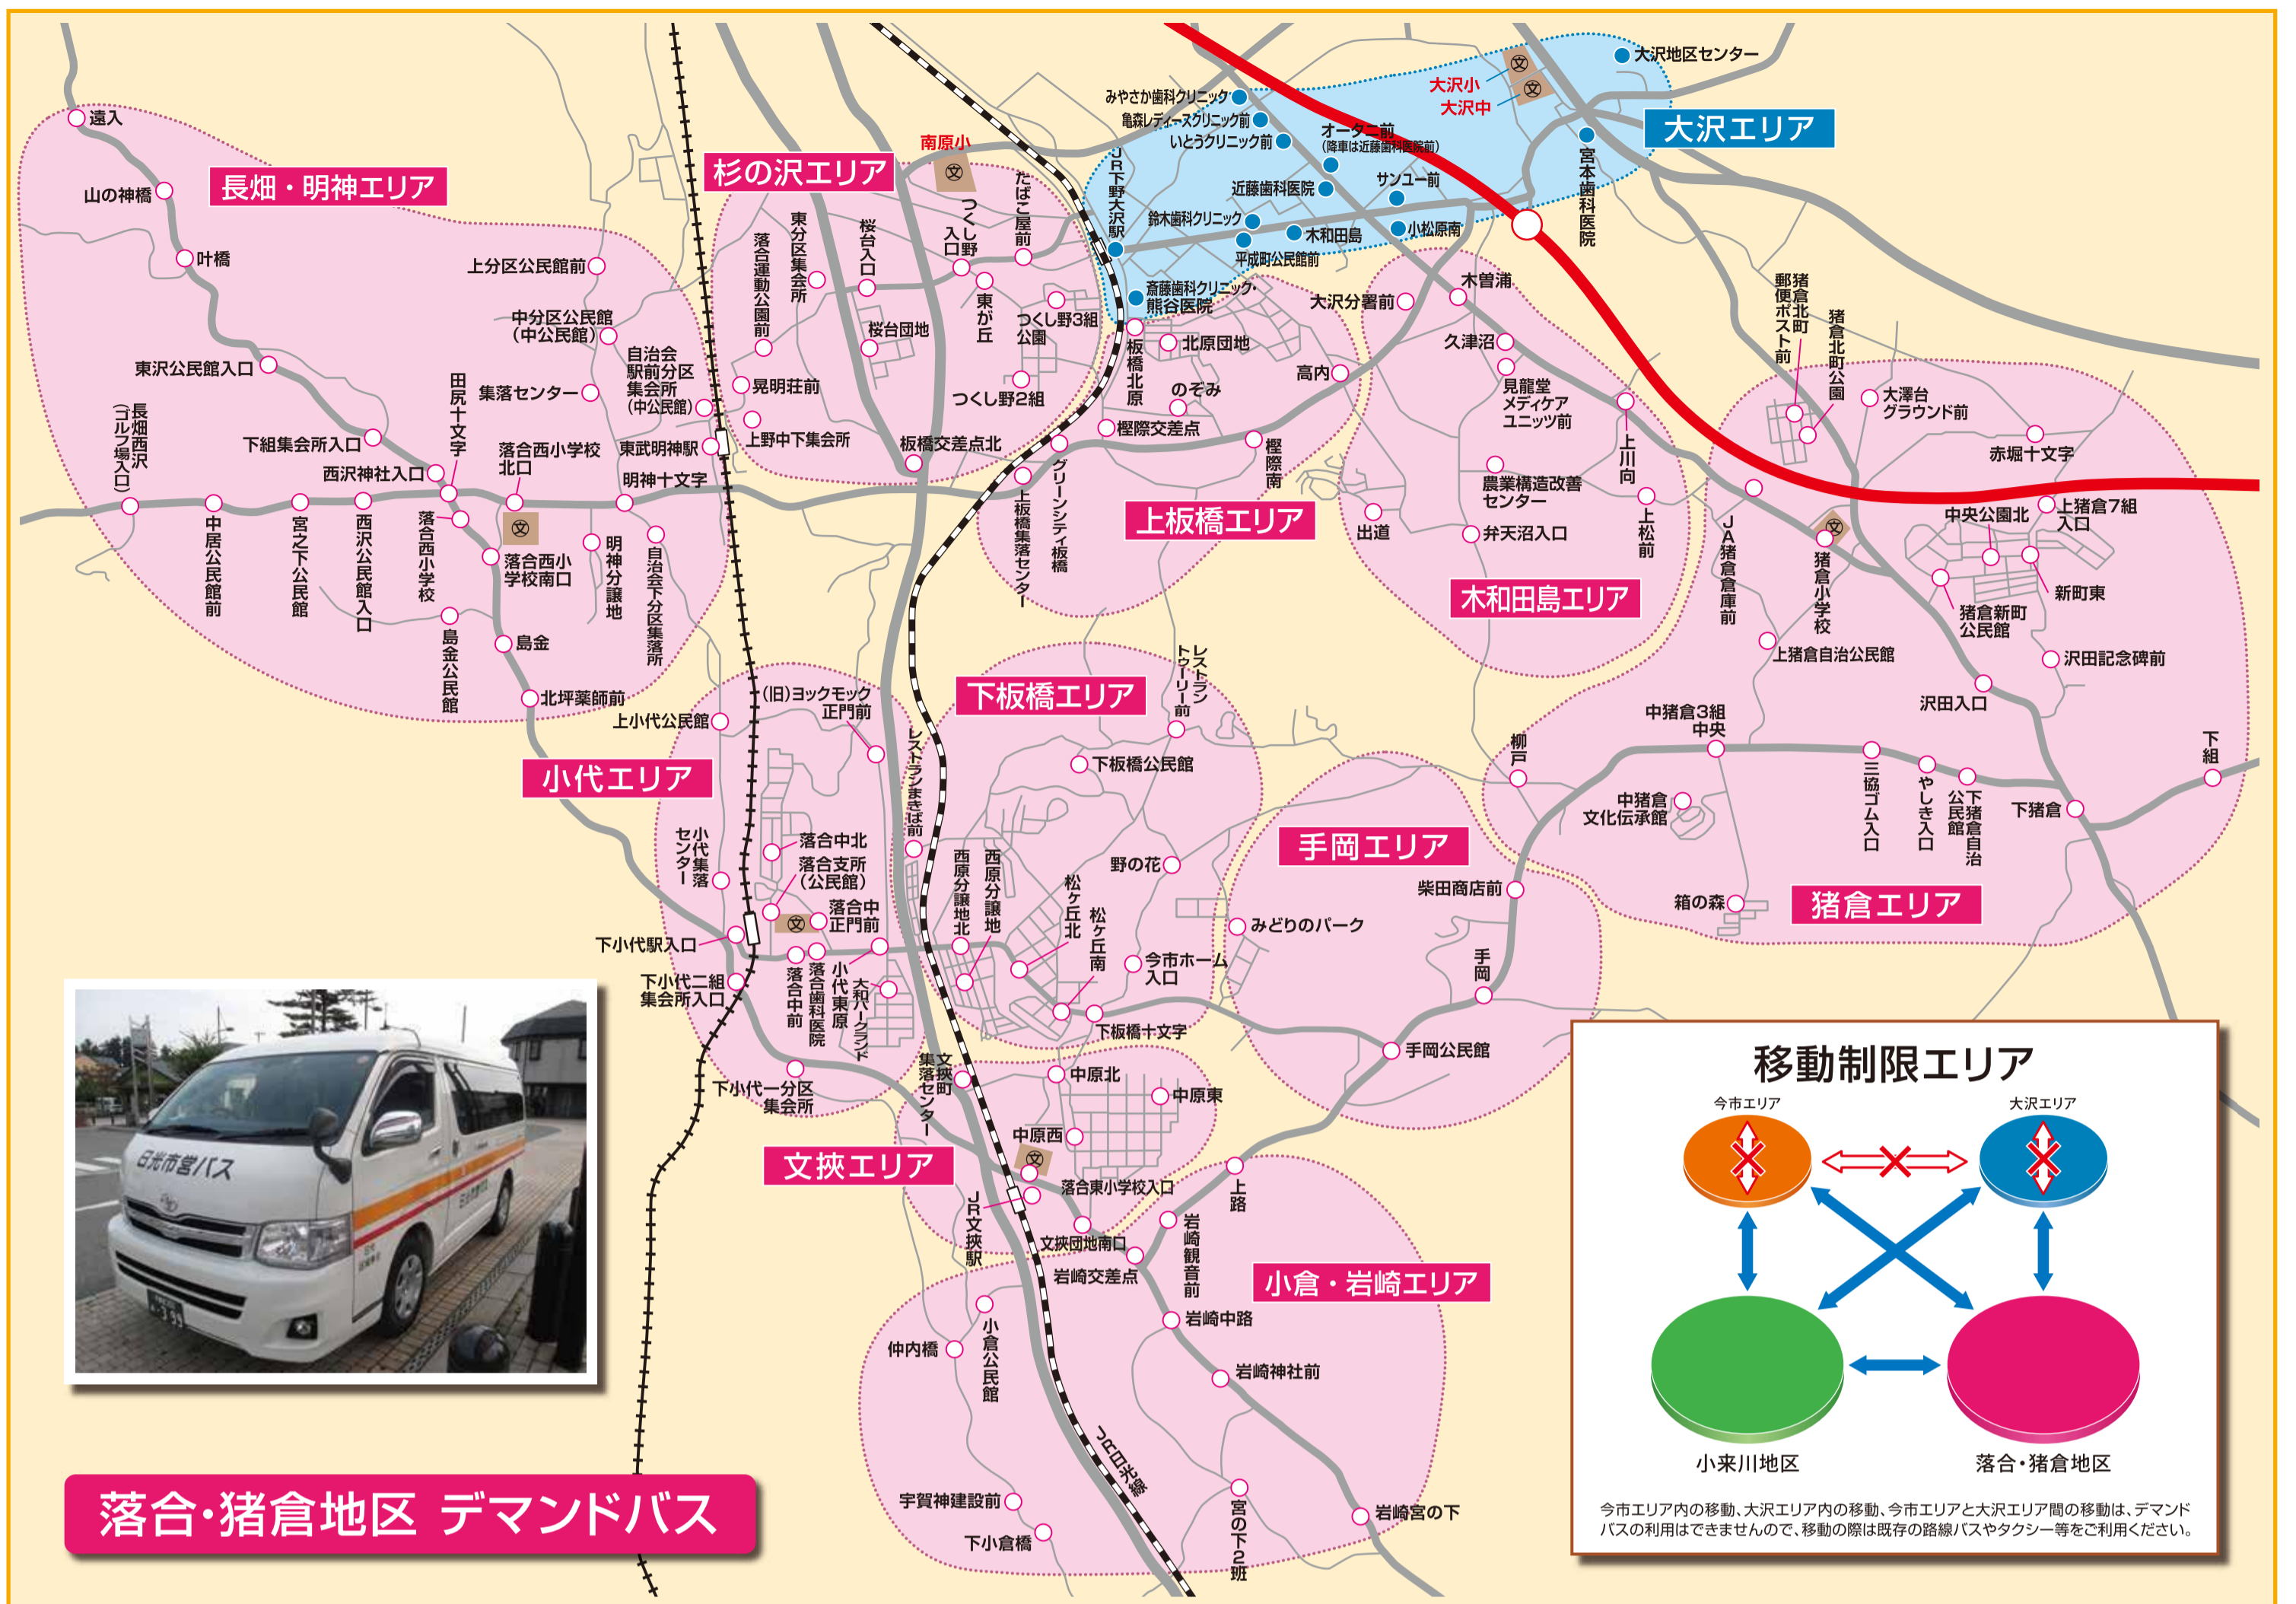 遠入
山の神橋
長畑・明神エリア
叶橋
上分区公民館前
中分区公民館
(中公民館)
自治会
駅前分区
集会所
(中公民館)
東沢公民館入口
集落センター
長畑西沢
(ゴルフ場入口)
下組集会所入口
田尻十文字
西沢神社入口
落合西小学校
北口
東武明神駅
明神十文字
中居公民館前
宮之下公民館
西沢公民館入口
落合西小学校
落合西小
学校南口
明神分譲地
自治会下分区集落所
島金公民館
島金
北坪薬師前
杉の沢エリア
南原小
落合運動公園前
東分区集会所
桜台入口
つくし野
入口
たばこ屋前
東が丘
つくし野3組
公園
桜台団地
晃明荘前
つくし野2組
上野中下集会所
板橋交差点北
大沢エリア
大沢地区センター
大沢小
大沢中
みやさか歯科クリニック
亀森レディースクリニック前
いとうクリニック前
オータニ前
(降車は近藤歯科医院前)
近藤歯科医院
サンユー前
鈴木歯科クリニック
木和田島
小松原南
平成町公民館前
宮本歯科医院
JR下野大沢駅
斎藤歯科クリニック・
熊谷医院
板橋北原
北原団地
のぞみ
樫際交差点
樫際南
高内
グリーンシティ板橋
上板橋集落センター
上板橋エリア
大沢分署前
木曽浦
久津沼
見龍堂
メディケア
ユニッツ前
上川向
農業構造改善
センター
上松前
出道
弁天沼入口
木和田島エリア
猪倉北町
郵便ポスト前
猪倉北町公園
大澤台
グラウンド前
赤堀十文字
JA猪倉倉庫前
猪倉小学校
中央公園北
上猪倉7組
入口
新町東
猪倉新町
公民館
上猪倉自治公民館
沢田記念碑前
沢田入口
中猪倉3組
中央
柳戸
中猪倉
文化伝承館
三協ゴム入口
やしき入口
下猪倉自治
公民館
下猪倉
下組
箱の森
猪倉エリア
小代エリア
上小代公民館
(旧)ヨックモック
正門前
小代集落
センター
落合中北
落合支所
(公民館)
落合中
正門前
下小代駅入口
下小代二組
集会所入口
落合中前
落合歯科医院
小代東原
大和パークランド
下小代一分区
集会所
下板橋エリア
レストラン
トゥーリー前
下板橋公民館
レストランまきば前
野の花
西原分譲地北
西原分譲地
松ヶ丘北
松ヶ丘南
今市ホーム
入口
下板橋十文字
手岡エリア
みどりのパーク
柴田商店前
手岡
手岡公民館
文挾エリア
文挾町
集落センター
中原北
中原東
中原西
落合東小学校入口
JR文挾駅
文挾団地南口
小倉・岩崎エリア
上路
岩崎観音前
岩崎交差点
岩崎中路
岩崎神社前
小倉公民館
仲内橋
宇賀神建設前
下小倉橋
宮の下2班
岩崎宮の下
JR日光線
日光市営バス
落合・猪倉地区 デマンドバス
移動制限エリア
今市エリア
大沢エリア
小来川地区
落合・猪倉地区
今市エリア内の移動、大沢エリア内の移動、今市エリアと大沢エリア間の移動は、デマンド
バスの利用はできませんので、移動の際は既存の路線バスやタクシー等をご利用ください。